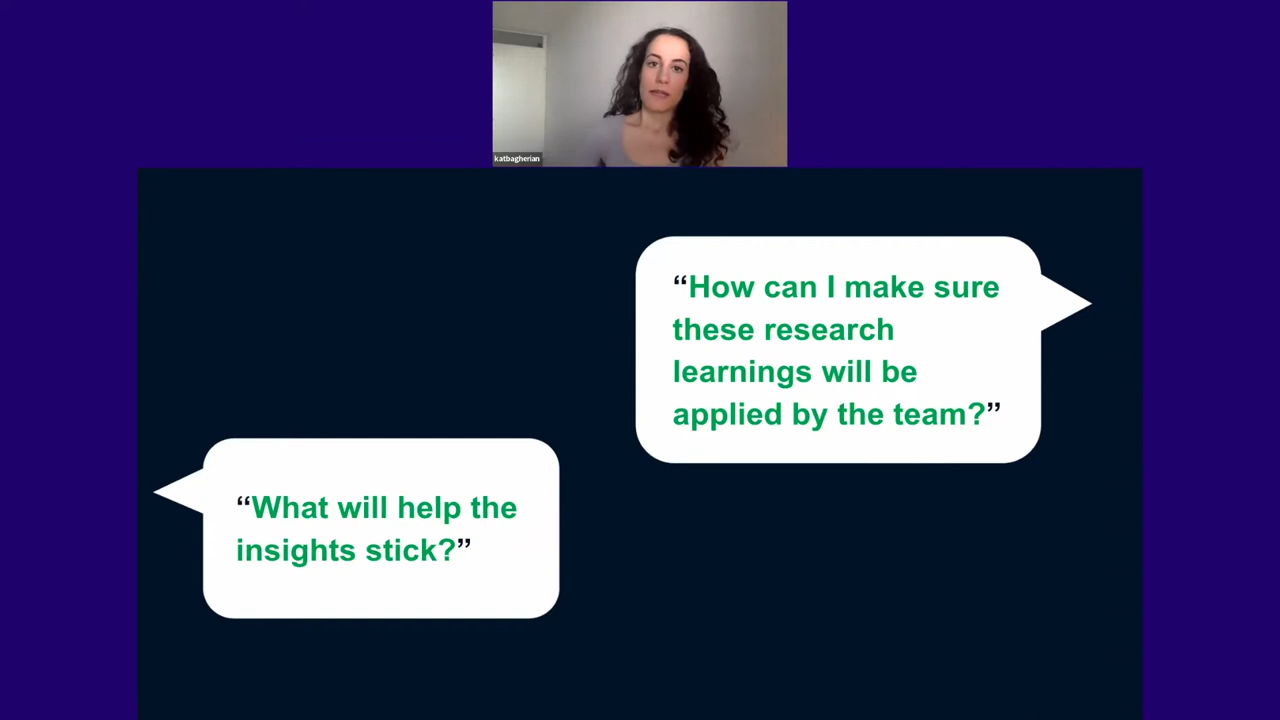 katbagherian
“How can I make sure
these research
learnings will be
applied by the team?”
“What will help the
insights stick?”